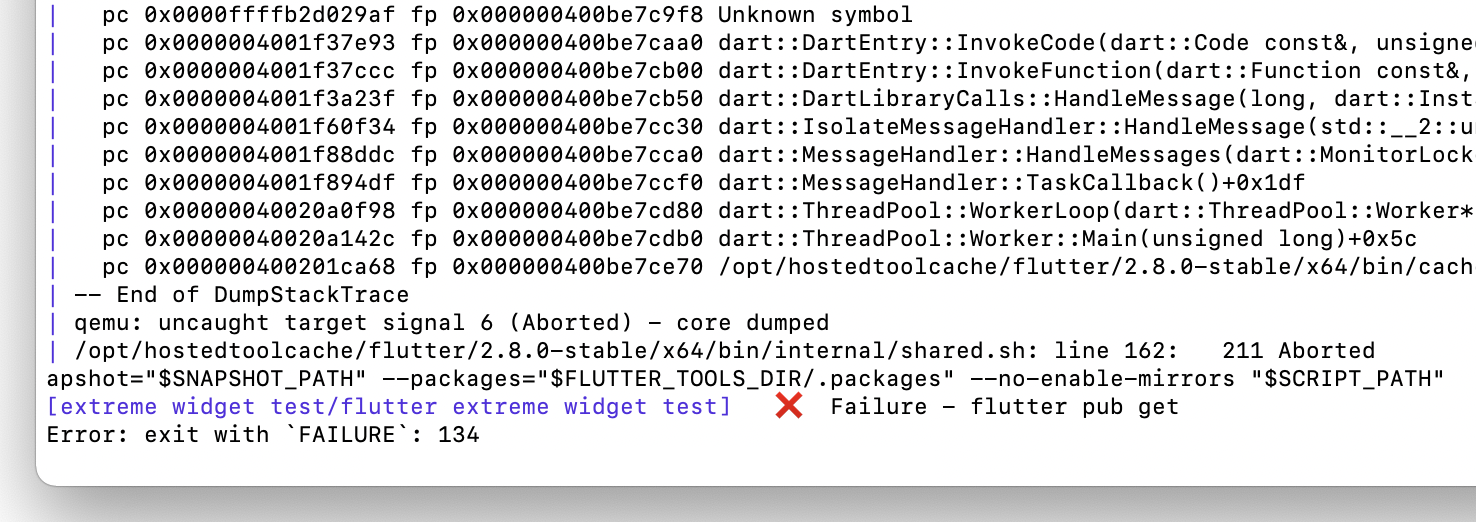 | pc 0x0000ffffb2d029af fp 0x000000400be7c9f8 Unknown symbol
| pc 0x0000004001f37e93 fp 0x000000400be7caa0 dart::DartEntry::InvokeCode(dart::Code const&, unsigne
| pc 0x0000004001f37ccc fp 0x000000400be7cb00 dart::DartEntry::InvokeFunction(dart::Function const&,
| pc 0x0000004001f3a23f fp 0x000000400be7cb50 dart::DartLibraryCalls::HandleMessage(long, dart::Inst
| pc 0x0000004001f60f34 fp 0x000000400be7cc30 dart::IsolateMessageHandler::HandleMessage(std::__2::u
| pc 0x0000004001f88ddc fp 0x000000400be7cca0 dart::MessageHandler::HandleMessages(dart::MonitorLock
| pc 0x0000004001f894df fp 0x000000400be7ccf0 dart::MessageHandler::TaskCallback()+0x1df
| pc 0x00000040020a0f98 fp 0x000000400be7cd80 dart::ThreadPool::WorkerLoop(dart::ThreadPool::Worker*
| pc 0x00000040020a142c fp 0x000000400be7cdb0 dart::ThreadPool::Worker::Main(unsigned long)+0x5c
| pc 0x000000400201ca68 fp 0x000000400be7ce70 /opt/hostedtoolcache/flutter/2.8.0-stable/x64/bin/cach
| -- End of DumpStackTrace
| qemu: uncaught target signal 6 (Aborted) - core dumped
| /opt/hostedtoolcache/flutter/2.8.0-stable/x64/bin/internal/shared.sh: line 162: 211 Aborted
apshot="$SNAPSHOT_PATH" --packages="$FLUTTER_TOOLS_DIR/.packages" --no-enable-mirrors "$SCRIPT_PATH"
[extreme widget test/flutter extreme widget test] ❌ Failure - flutter pub get
Error: exit with `FAILURE`: 134